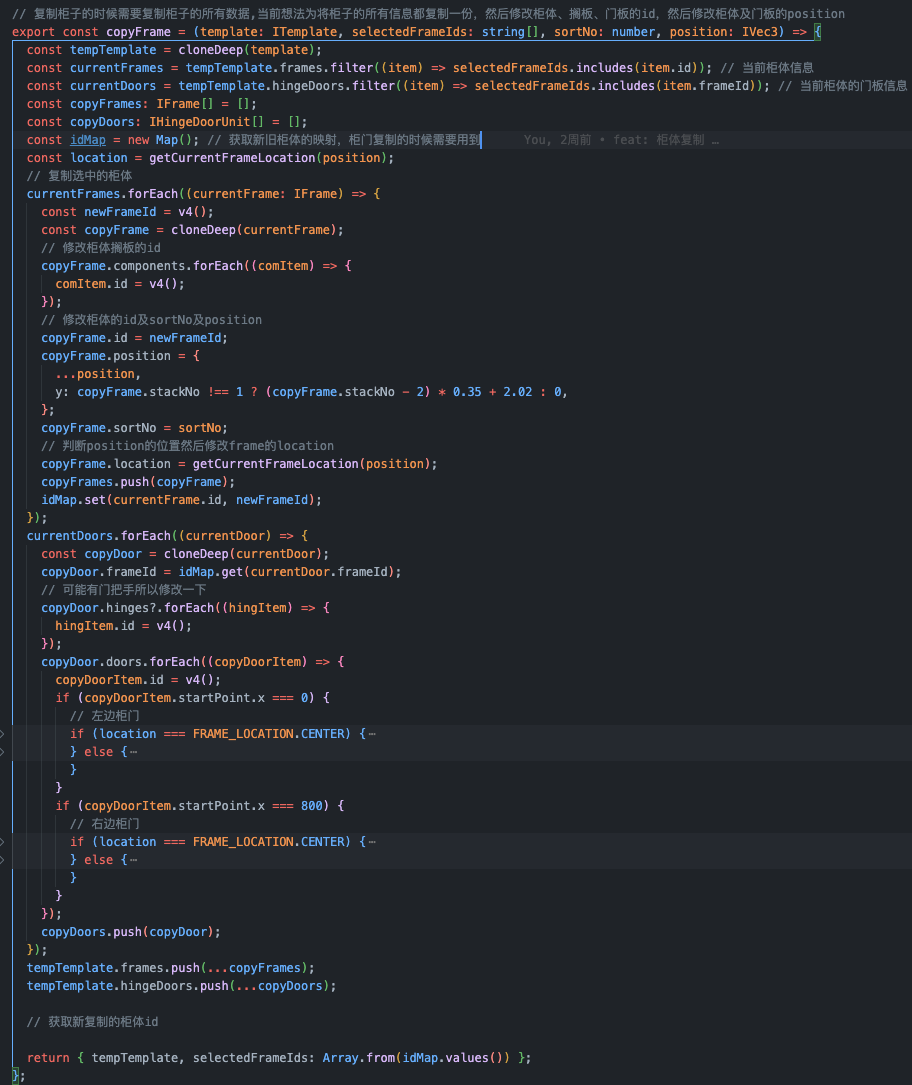 // 复制柜子的时候需要复制柜子的所有数据,当前想法为将柜子的所有信息都复制一份，然后修改柜体、搁板、门板的id，然后修改柜体及门板的position
export const copyFrame = (template: ITemplate, selectedFrameIds: string[], sortNo: number, position: IVec3) => {
  const tempTemplate = cloneDeep(template);
  const currentFrames = tempTemplate.frames.filter((item) => selectedFrameIds.includes(item.id)); // 当前柜体信息
  const currentDoors = tempTemplate.hingeDoors.filter((item) => selectedFrameIds.includes(item.frameId)); // 当前柜体的门板信息
  const copyFrames: IFrame[] = [];
  const copyDoors: IHingeDoorUnit[] = [];
  const idMap = new Map(); // 获取新旧柜体的映射，柜门复制的时候需要用到      You, 2周前 • feat: 柜体复制 …
  const location = getCurrentFrameLocation(position);
  // 复制选中的柜体
  currentFrames.forEach((currentFrame: IFrame) => {
    const newFrameId = v4();
    const copyFrame = cloneDeep(currentFrame);
    // 修改柜体搁板的id
    copyFrame.components.forEach((comItem) => {
      comItem.id = v4();
    });
    // 修改柜体的id及sortNo及position
    copyFrame.id = newFrameId;
    copyFrame.position = {
      ...position,
      y: copyFrame.stackNo !== 1 ? (copyFrame.stackNo - 2) * 0.35 + 2.02 : 0,
    };
    copyFrame.sortNo = sortNo;
    // 判断position的位置然后修改frame的location
    copyFrame.location = getCurrentFrameLocation(position);
    copyFrames.push(copyFrame);
    idMap.set(currentFrame.id, newFrameId);
  });
  currentDoors.forEach((currentDoor) => {
    const copyDoor = cloneDeep(currentDoor);
    copyDoor.frameId = idMap.get(currentDoor.frameId);
    // 可能有门把手所以修改一下
    copyDoor.hinges?.forEach((hingItem) => {
      hingItem.id = v4();
    });
    copyDoor.doors.forEach((copyDoorItem) => {
      copyDoorItem.id = v4();
      if (copyDoorItem.startPoint.x === 0) {
        // 左边柜门
        if (location === FRAME_LOCATION.CENTER) {⋯
        } else {⋯
        }
      }
      if (copyDoorItem.startPoint.x === 800) {
        // 右边柜门
        if (location === FRAME_LOCATION.CENTER) {⋯
        } else {⋯
        }
      }
    });
    copyDoors.push(copyDoor);
  });
  tempTemplate.frames.push(...copyFrames);
  tempTemplate.hingeDoors.push(...copyDoors);
  // 获取新复制的柜体id
  return { tempTemplate, selectedFrameIds: Array.from(idMap.values()) };
};